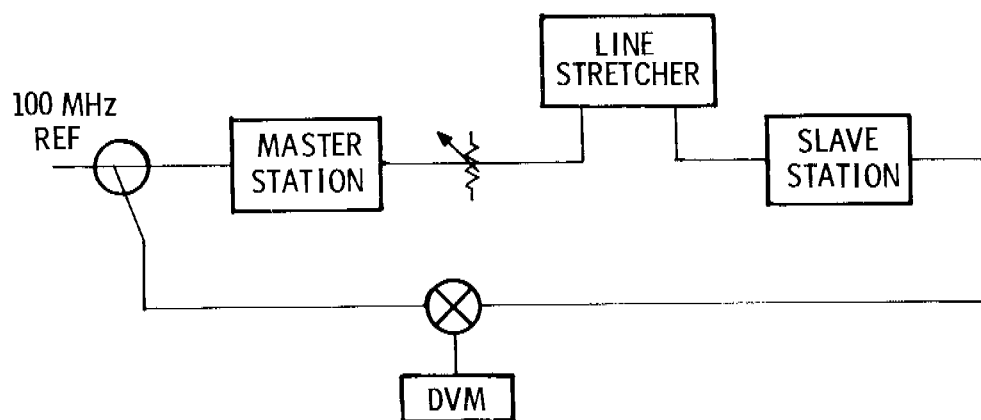 LINE
STRETCHER
100 MHz
REF
MASTER
STATION
SLAVE
STATION
DVM